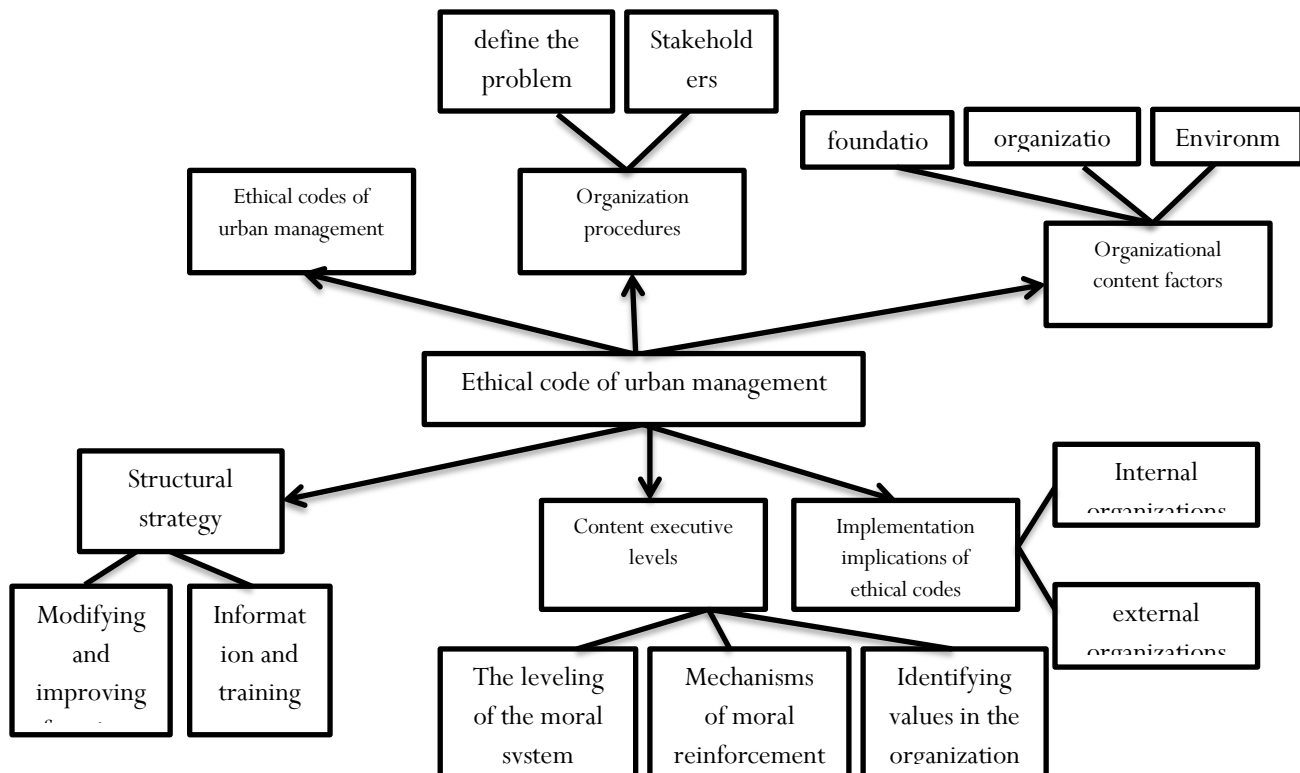 define the
problem
Stakehold
ers
foundatio
organizatio
Environm
Ethical codes of
urban management
Organization
procedures
Organizational
content factors
Ethical code of urban management
Structural
strategy
Content executive
levels
Implementation
implications of
ethical codes
Internal
organizations
external
organizations
Modifying
and
improving
Informat
ion and
training
The leveling
of the moral
system
Mechanisms
of moral
reinforcement
Identifying
values in the
organization